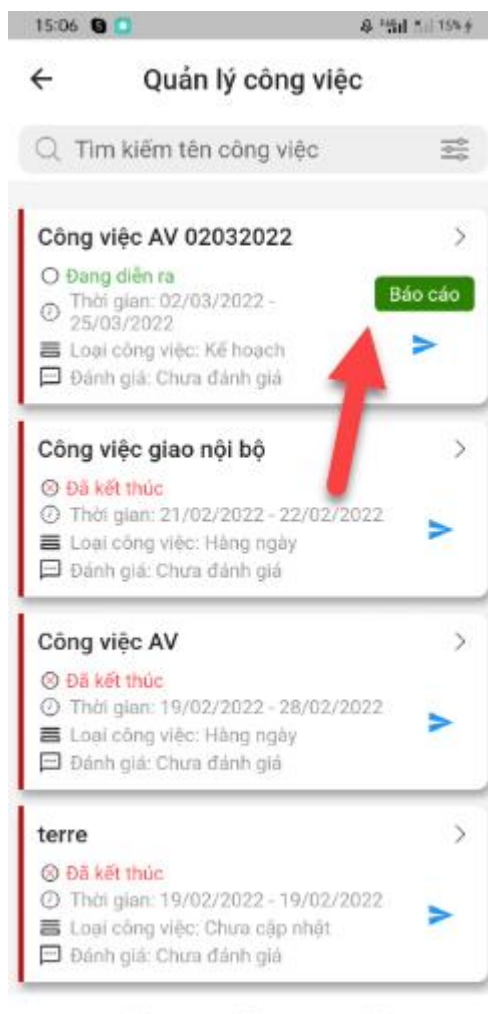 15:06
15%
Quản lý công việc
Tìm kiếm tên công việc
Công việc AV 02032022
Đang diễn ra
Báo cáo
Thời gian: 02/03/2022 -
25/03/2022
Loại công việc: Kế hoạch
Đánh giá: Chưa đánh giá
Công việc giao nội bộ
Đã kết thúc
Thời gian: 21/02/2022 - 22/02/2022
Loại công việc: Hàng ngày
Đánh giá: Chưa đánh giá
Công việc AV
Đã kết thúc
Thời gian: 19/02/2022 - 28/02/2022
Loại công việc: Hàng ngày
Đánh giá: Chưa đánh giá
terre
Đã kết thúc
Thời gian: 19/02/2022 - 19/02/2022
Loại công việc: Chưa cập nhật
Đánh giá: Chưa đánh giá